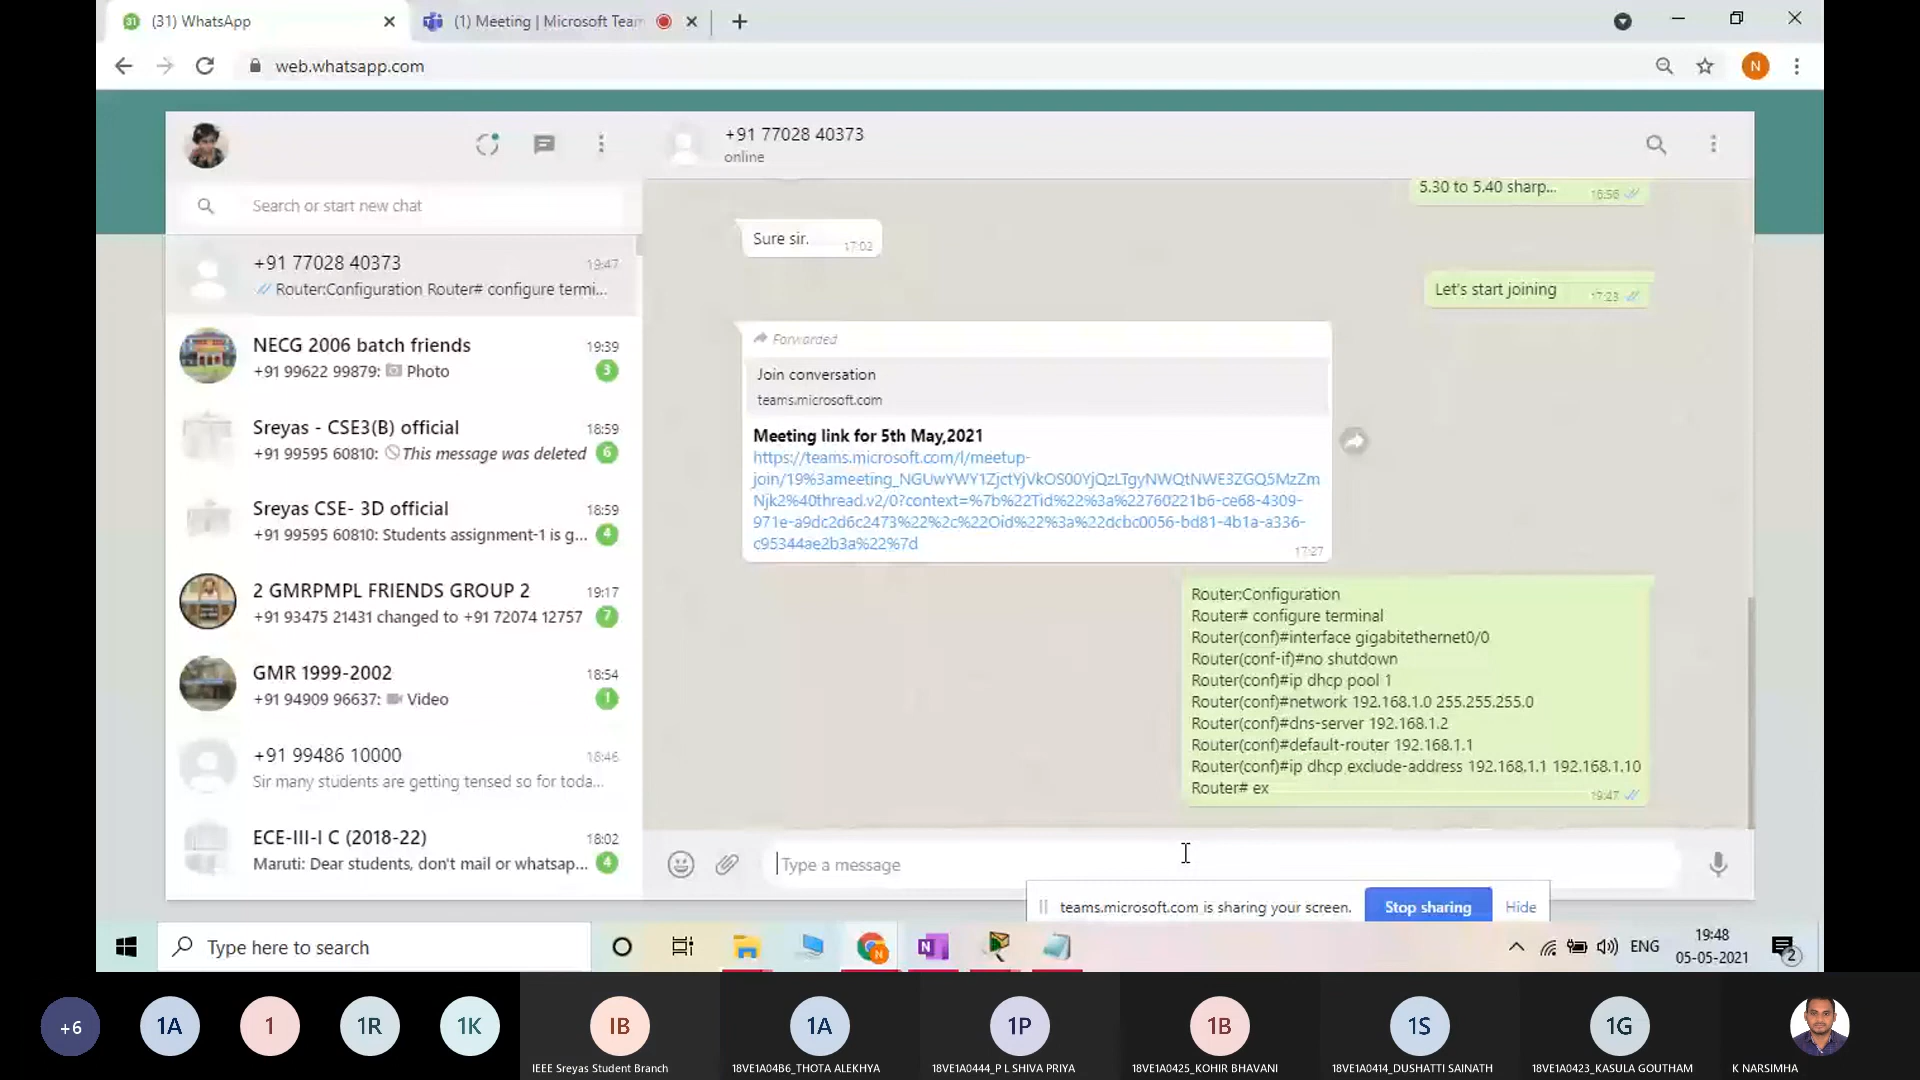 (31) WhatsApp
(1) Meeting | Microsoft Team
web.whatsapp.com
N
+91 77028 40373
online
Search or start new chat
+91 77028 40373
19:47
Router:Configuration Router# configure termi...
NECG 2006 batch friends
19:39
+91 99622 99879: Photo
3
Sreyas - CSE3(B) official
18:59
+91 99595 60810: This message was deleted
6
Sreyas CSE- 3D official
18:59
+91 99595 60810: Students assignment-1 is g...
4
2 GMRPMPL FRIENDS GROUP 2
19:17
+91 93475 21431 changed to +91 72074 12757
7
GMR 1999-2002
18:54
+91 94909 96637: Video
1
+91 99486 10000
18:46
Sir many students are getting tensed so for toda...
ECE-III-I C (2018-22)
18:02
Maruti: Dear students, don't mail or whatsap...
4
5.30 to 5.40 sharp...
16:56
Sure sir.
17:02
Let's start joining
17:23
Forwarded
Join conversation
teams.microsoft.com
Meeting link for 5th May,2021
https://teams.microsoft.com/l/meetup-
join/19%3ameeting_NGUwYWY1ZjctYjVkOS00YjQzLTgyNWQtNWE3ZGQ5MzZm
Njk2%40thread.v2/0?context=%7b%22Tid%22%3a%22760221b6-ce68-4309-
971e-a9dc2d6c2473%22%2c%22Oid%22%3a%22dcbc0056-bd81-4b1a-a336-
c95344ae2b3a%22%7d
17:27
Router:Configuration
Router# configure terminal
Router(conf)#interface gigabitethernet0/0
Router(conf-if)#no shutdown
Router(conf)#ip dhcp pool 1
Router(conf)#network 192.168.1.0 255.255.255.0
Router(conf)#dns-server 192.168.1.2
Router(conf)#default-router 192.168.1.1
Router(conf)#ip dhcp exclude-address 192.168.1.1 192.168.1.10
Router# ex
19:47
Type a message
teams.microsoft.com is sharing your screen.
Stop sharing
Hide
Type here to search
ENG
19:48
05-05-2021
2
+6
1A
1
1R
1K
IB
1A
1P
1B
1S
1G
IEEE Sreyas Student Branch
18VE1A04B6_THOTA ALEKHYA
18VE1A0444_P L SHIVA PRIYA
18VE1A0425_KOHIR BHAVANI
18VE1A0414_DUSHATTI SAINATH
18VE1A0423_KASULA GOUTHAM
K NARSIMHA